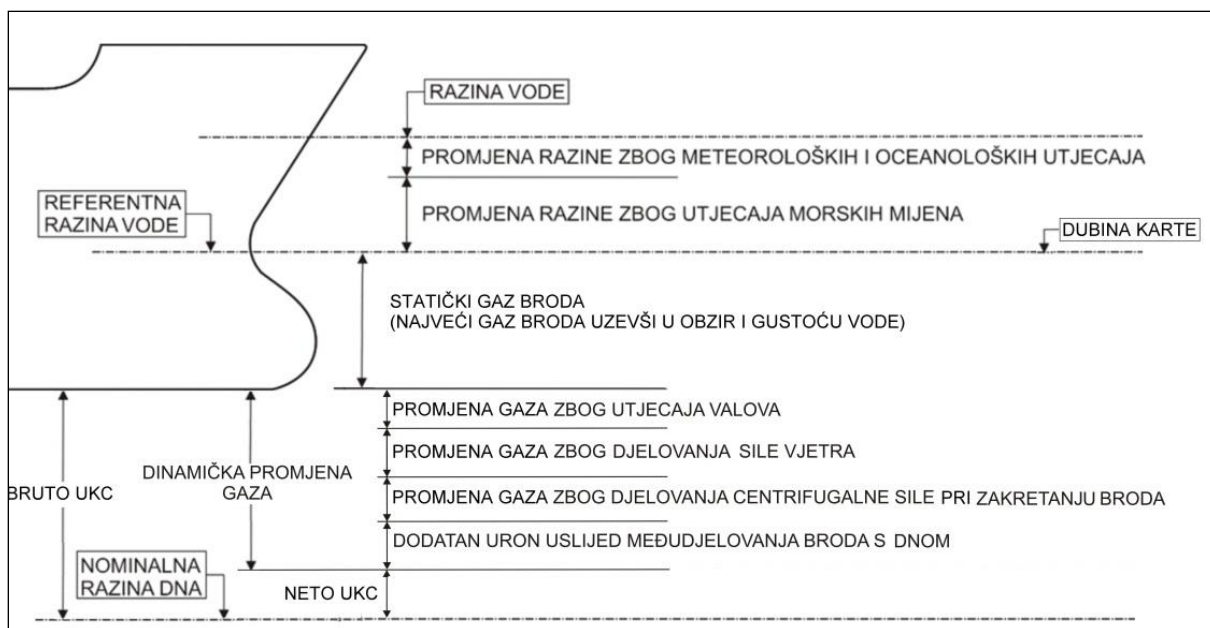 RAZINA VODE
PROMJENA RAZINE ZBOG METEOROLOŠKIH I OCEANOLOŠKIH UTJECAJA
REFERENTNA
RAZINA VODE
PROMJENA RAZINE ZBOG UTJECAJA MORSKIH MIJENA
DUBINA KARTE
STATIČKI GAZ BRODA
(NAJVEĆI GAZ BRODA UZEVŠI U OBZIR I GUSTOĆU VODE)
PROMJENA GAZA ZBOG UTJECAJA VALOVA
PROMJENA GAZA ZBOG DJELOVANJA SILE VJETRA
DINAMIČKA PROMJENA
GAZA
BRUTO UKC
PROMJENA GAZA ZBOG DJELOVANJA CENTRIFUGALNE SILE PRI ZAKRETANJU BRODA
DODATAN URON USLIJED MEĐUDJELOVANJA BRODA S DNOM
NOMINALNA
RAZINA DNA
NETO UKC